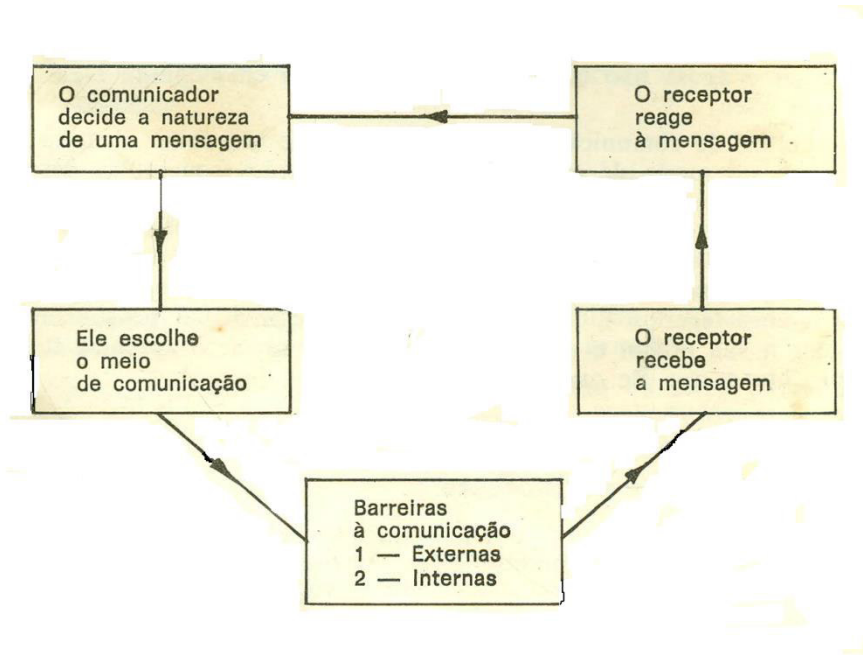 O comunicador
decide a natureza
de uma mensagem
O receptor
reage
à mensagem
Ele escolhe
o meio
de comunicação
O receptor
recebe
a mensagem
Barreiras
à comunicação
1 — Externas
2 — Internas